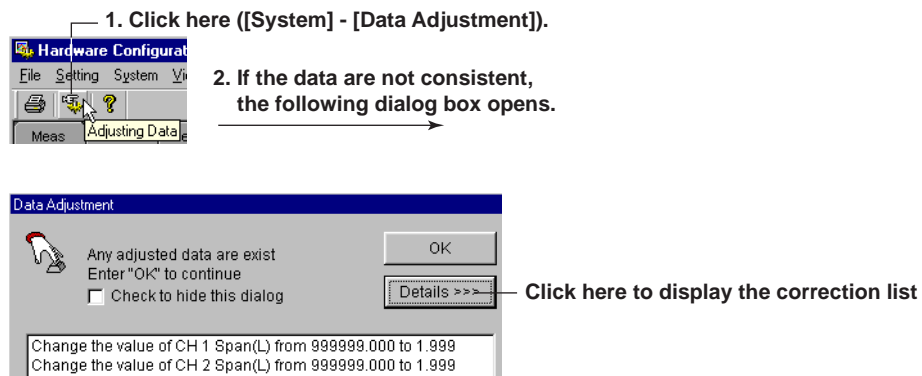 1. Click here ([System] - [Data Adjustment]).
Hardware Configurat
File Setting System Vi
2. If the data are not consistent,
the following dialog box opens.
Adjusting Data
Meas
Data Adjustment
Any adjusted data are exist
Enter "OK" to continue
Check to hide this dialog
OK
Details >>>
Click here to display the correction list
Change the value of CH 1 Span(L) from 999999.000 to 1.999
Change the value of CH 2 Span(L) from 999999.000 to 1.999